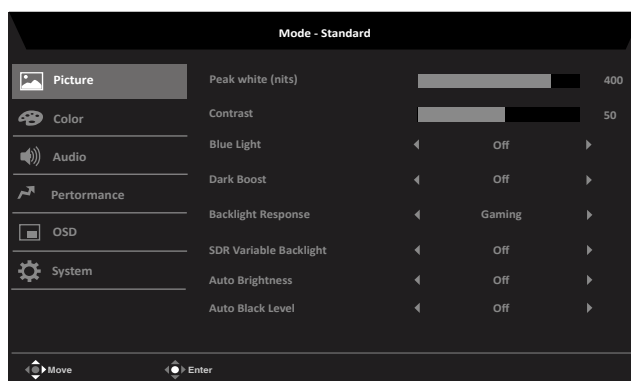 Mode - Standard
Picture
Peak white (nits) 400
Color
Contrast 50
Audio
Blue Light Off
Pertormance
Dark Boost Off
OSD
Backlight Response Gaming
System
SDR Variable Backlight Off
Auto Brightness Off
Auto Black Level Off
Move Enter